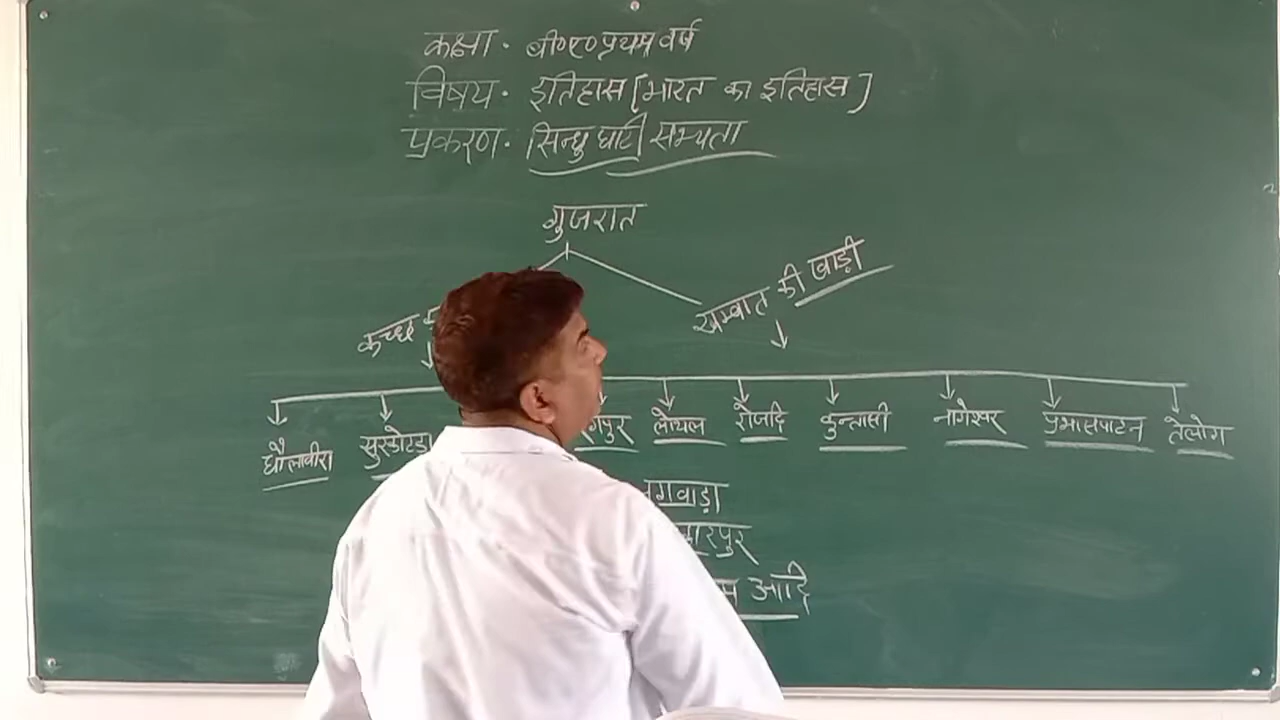 कक्षा. बी०ए० प्रथम वर्ष
विषय. इतिहास [भारत का इतिहास]
प्रकरण. सिन्धु घाटी सभ्यता
गुजरात
कच्छ खम्बात की खाड़ी
धौलावीरा सुरकोटडा लोथल रोजदि कुन्तासी नागेश्वर प्रभासपाटन तेलोग
आदि